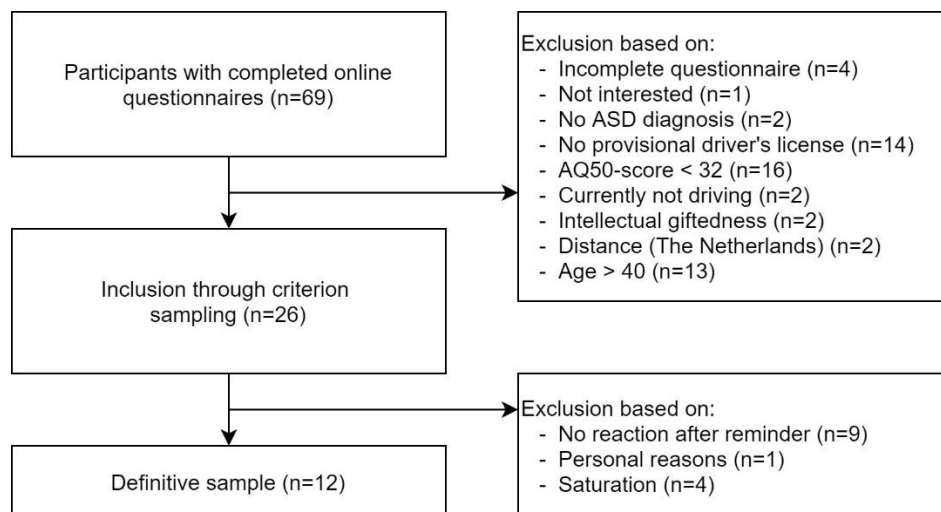 Participants with completed online
questionnaires (n=69)
Exclusion based on:
- Incomplete questionnaire (n=4)
- Not interested (n=1)
- No ASD diagnosis (n=2)
- No provisional driver's license (n=14)
- AQ50-score < 32 (n=16)
- Currently not driving (n=2)
- Intellectual giftedness (n=2)
- Distance (The Netherlands) (n=2)
- Age > 40 (n=13)
Inclusion through criterion
sampling (n=26)
Exclusion based on:
- No reaction after reminder (n=9)
- Personal reasons (n=1)
- Saturation (n=4)
Definitive sample (n=12)